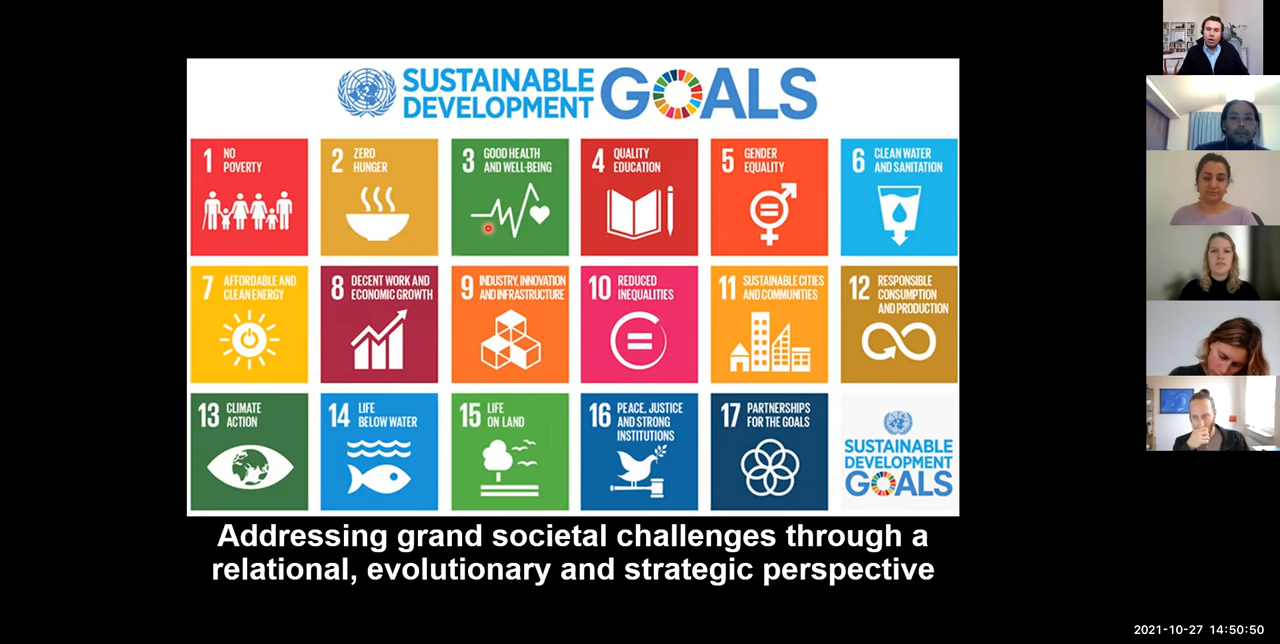 SUSTAINABLE
DEVELOPMENT
GOALS
1 NO
POVERTY
2 ZERO
HUNGER
3 GOOD HEALTH
AND WELL-BEING
4 QUALITY
EDUCATION
5 GENDER
EQUALITY
6 CLEAN WATER
AND SANITATION
7 AFFORDABLE AND
CLEAN ENERGY
8 DECENT WORK AND
ECONOMIC GROWTH
9 INDUSTRY, INNOVATION
AND INFRASTRUCTURE
10 REDUCED
INEQUALITIES
11 SUSTAINABLE CITIES
AND COMMUNITIES
12 RESPONSIBLE
CONSUMPTION
AND PRODUCTION
13 CLIMATE
ACTION
14 LIFE
BELOW WATER
15 LIFE
ON LAND
16 PEACE, JUSTICE
AND STRONG
INSTITUTIONS
17 PARTNERSHIPS
FOR THE GOALS
SUSTAINABLE
DEVELOPMENT
GOALS
Addressing grand societal challenges through a
relational, evolutionary and strategic perspective
2021-10-27 14:50:50